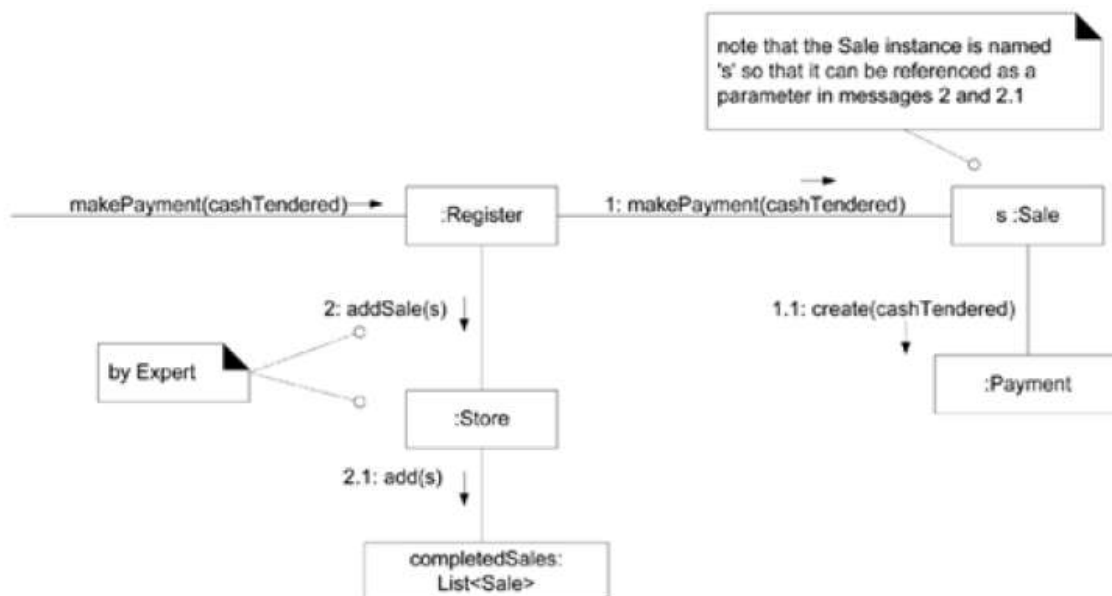 note that the Sale instance is named
's' so that it can be referenced as a
parameter in messages 2 and 2.1
makePayment(cashTendered)
:Register
1: makePayment(cashTendered)
s :Sale
2: addSale(s)
1.1: create(cashTendered)
by Expert
:Payment
:Store
2.1: add(s)
completedSales:
List<Sale>